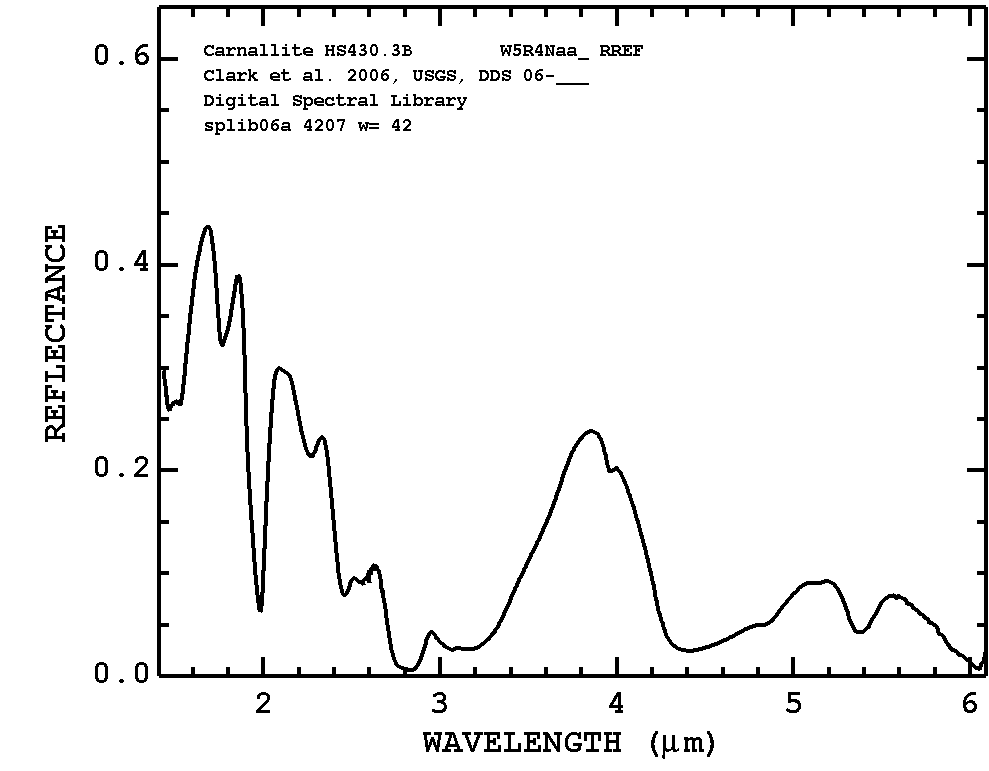 0.6
Carnallite HS430.3B W5R4Naa_ RREF
Clark et al. 2006, USGS, DDS 06-___
Digital Spectral Library
splib06a 4207 w= 42
0.4
REFLECTANCE
0.2
0.0
2 3 4 5 6
WAVELENGTH (μm)